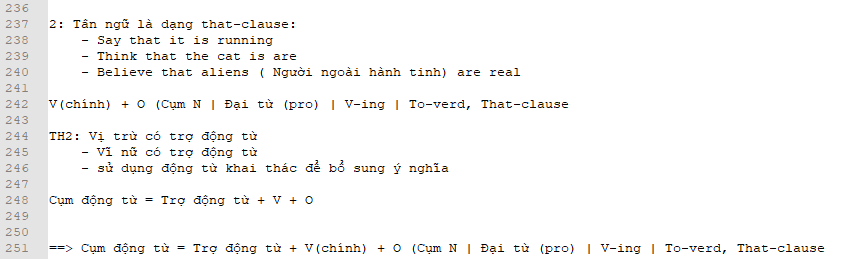 236
237 2: Tân ngữ là dạng that-clause:
238 - Say that it is running
239 - Think that the cat is are
240 - Believe that aliens ( Người ngoài hành tinh) are real
241
242 V(chính) + O (Cụm N | Đại từ (pro) | V-ing | To-verd, That-clause
243
244 TH2: Vị trừ có trợ động từ
245 - Vĩ nữ có trợ động từ
246 - sử dụng động từ khai thác để bổ sung ý nghĩa
247
248 Cụm động từ = Trợ động từ + V + O
249
250
251 ==> Cụm động từ = Trợ động từ + V(chính) + O (Cụm N | Đại từ (pro) | V-ing | To-verd, That-clause